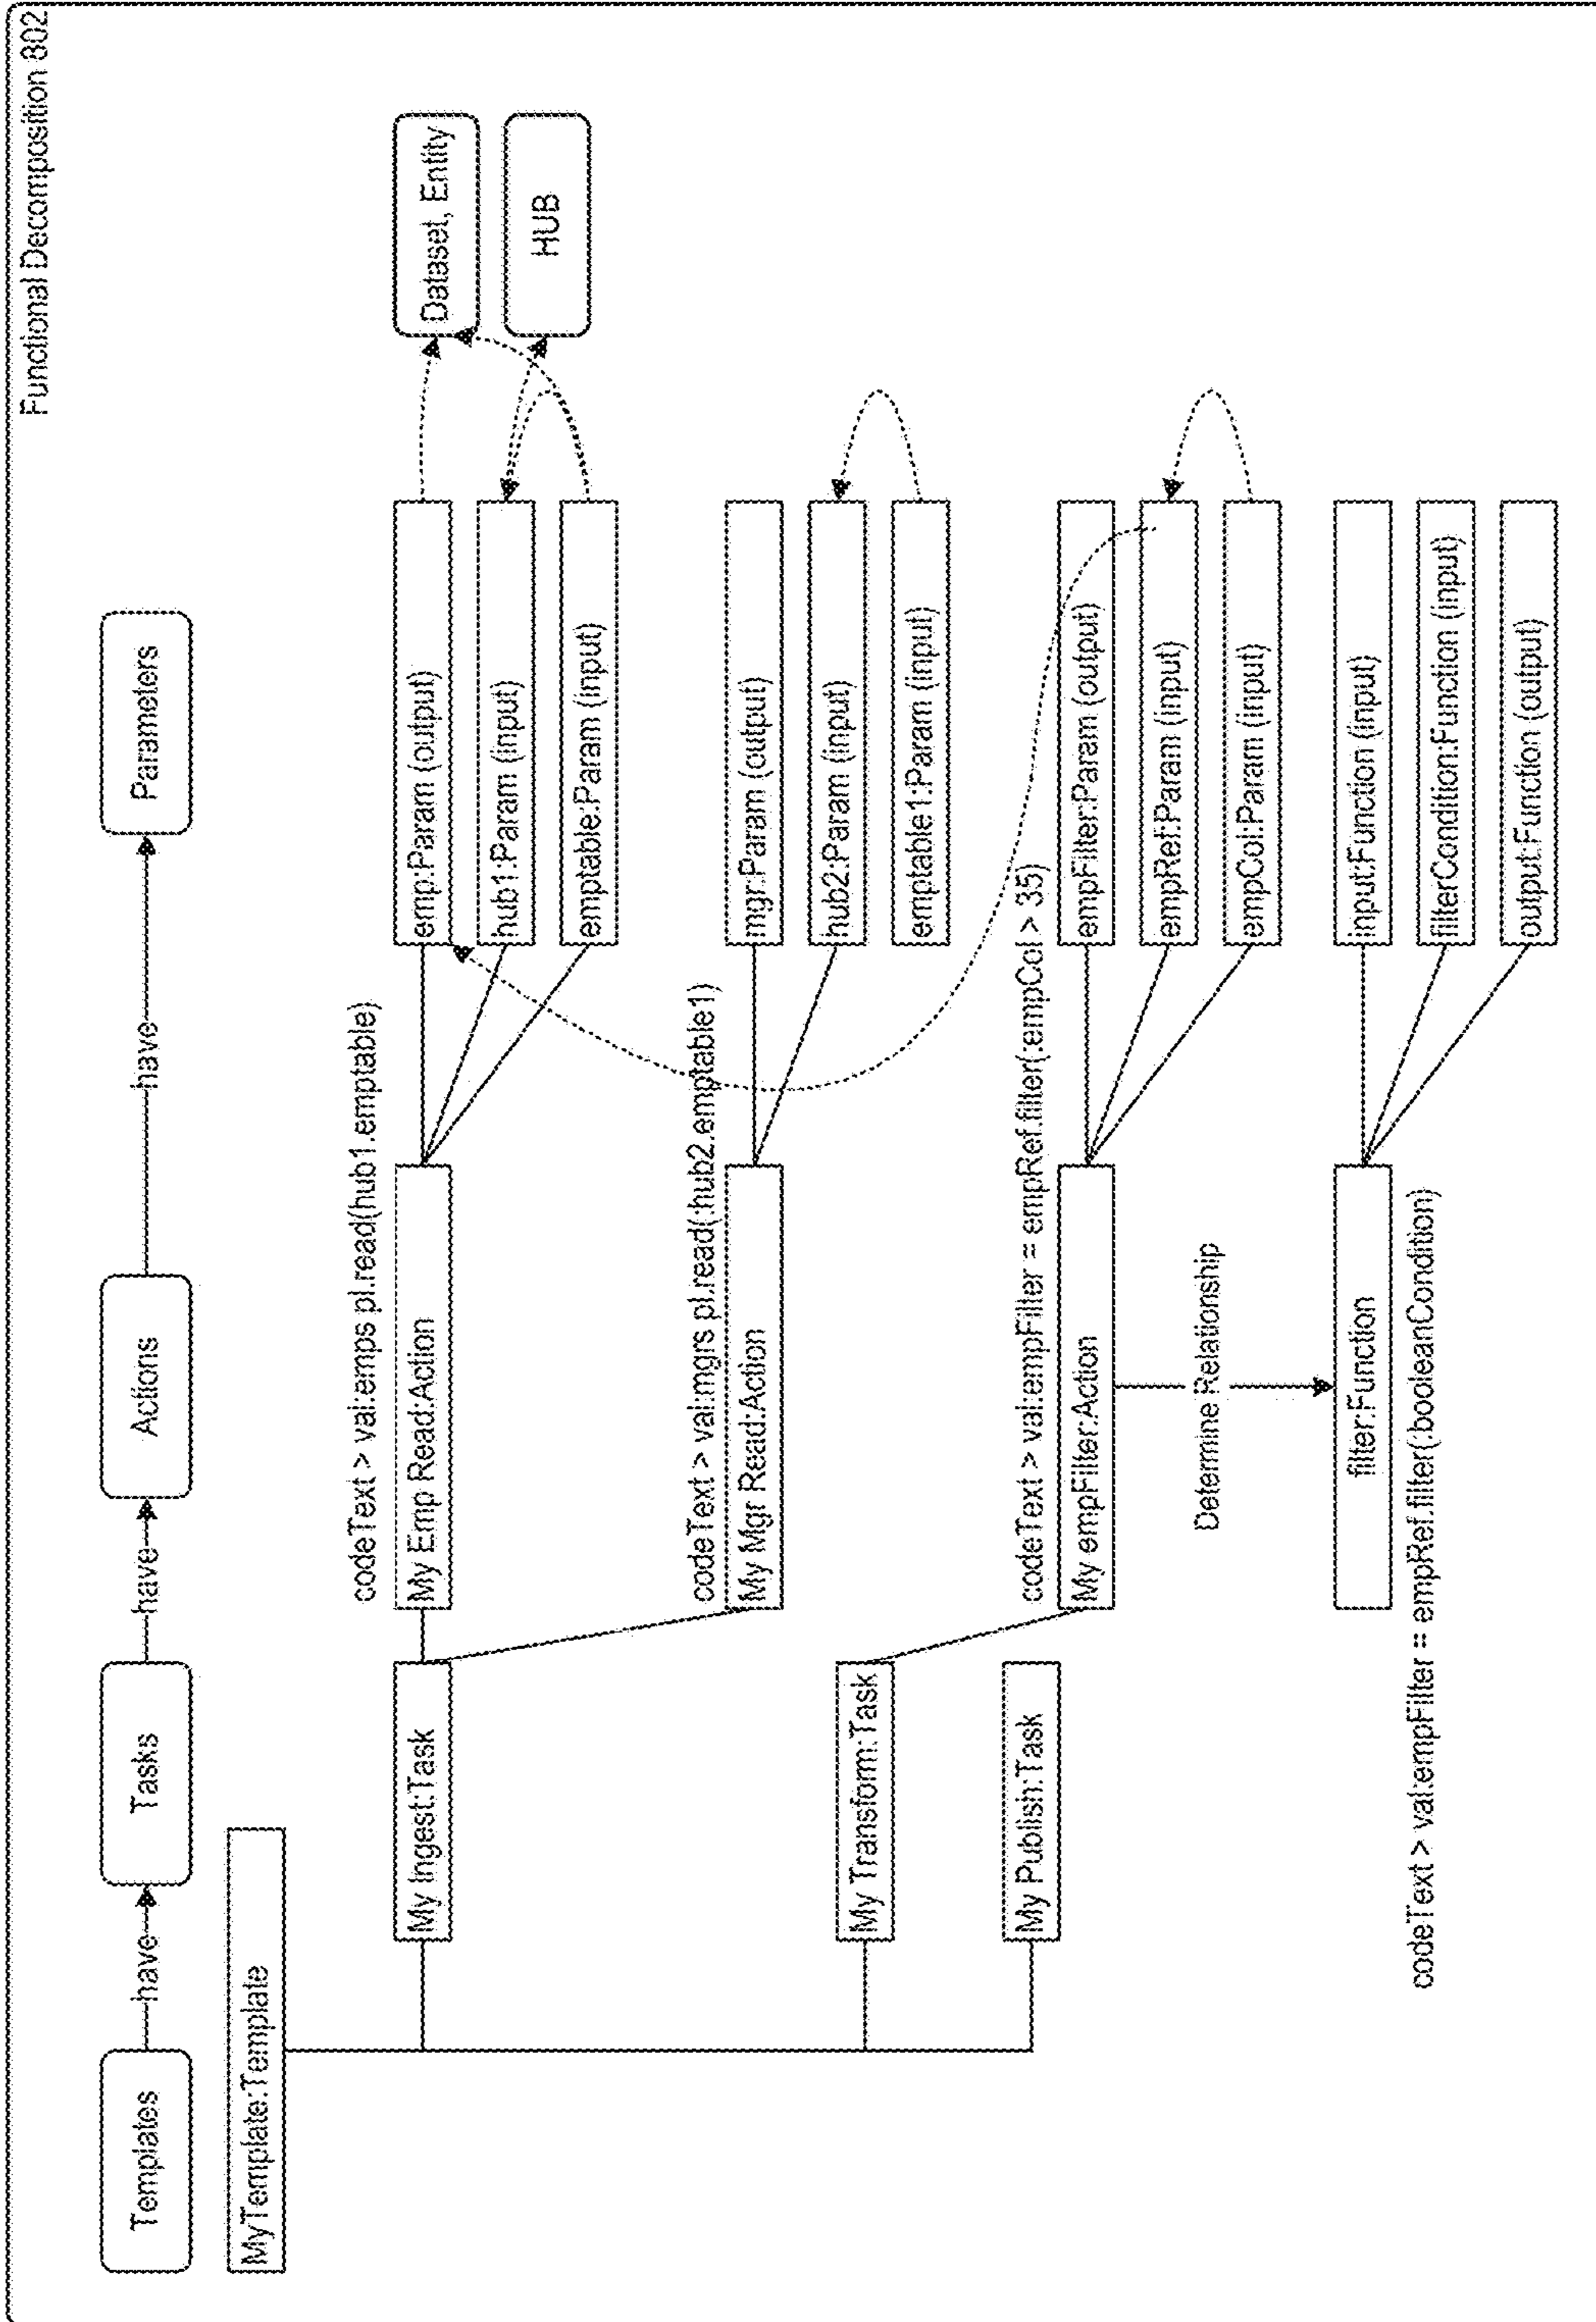 Functional Decomposition 802
Templates
have
Tasks
have
Actions
have
Parameters
MyTemplate:Template
codeText > val:emps pl.read(hub1.emptable)
My Ingest:Task
My Emp Read:Action
emp:Param (output)
Dataset, Entity
hub1:Param (input)
HUB
emptable:Param (input)
codeText > val:mgrs pl.read(:hub2.emptable1)
My Mgr Read:Action
mgr:Param (output)
hub2:Param (input)
My Transform:Task
emptable1:Param (input)
codeText > val:empFilter = empRef.filter(:empCol > 35)
My Publish:Task
My empFilter:Action
empFilter:Param (output)
empRef:Param (input)
Determine Relationship
empCol:Param (input)
filter:Function
input:Function (input)
codeText > val:empFilter = empRef.filter(:booleanCondition)
filterCondition:Function (input)
output:Function (output)